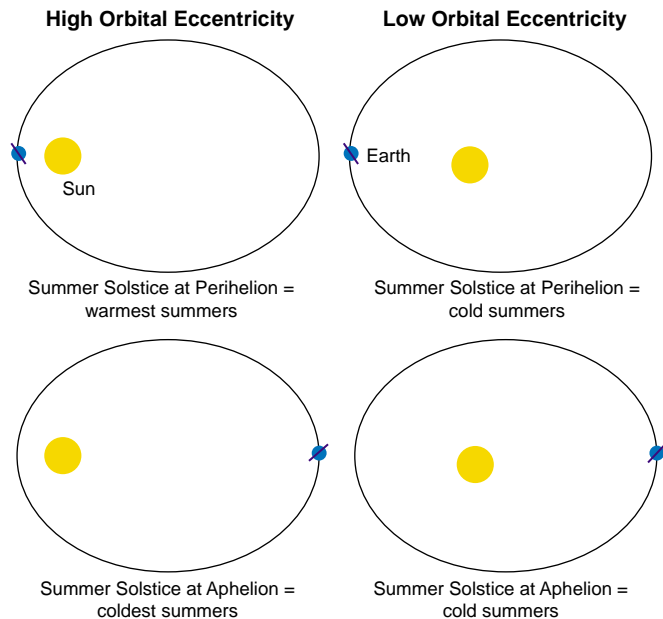 High Orbital Eccentricity
Low Orbital Eccentricity
Sun
Earth
Summer Solstice at Perihelion =
warmest summers
Summer Solstice at Perihelion =
cold summers
Summer Solstice at Aphelion =
coldest summers
Summer Solstice at Aphelion =
cold summers